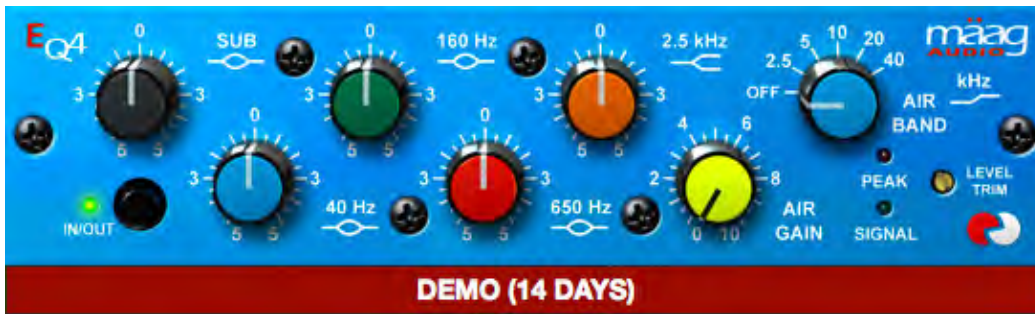 EQ4
0
SUB
3 3
5 5
IN/OUT
0
3 3
5 5
40 Hz
0
160 Hz
3 3
5 5
0
3 3
5 5
650 Hz
0
2.5 kHz
3 3
5 5
4 6
2 8
0 10
AIR
GAIN
OFF 2.5 5 10 20 40
kHz
AIR
BAND
mäag
AUDIO
PEAK
LEVEL
TRIM
SIGNAL
DEMO (14 DAYS)